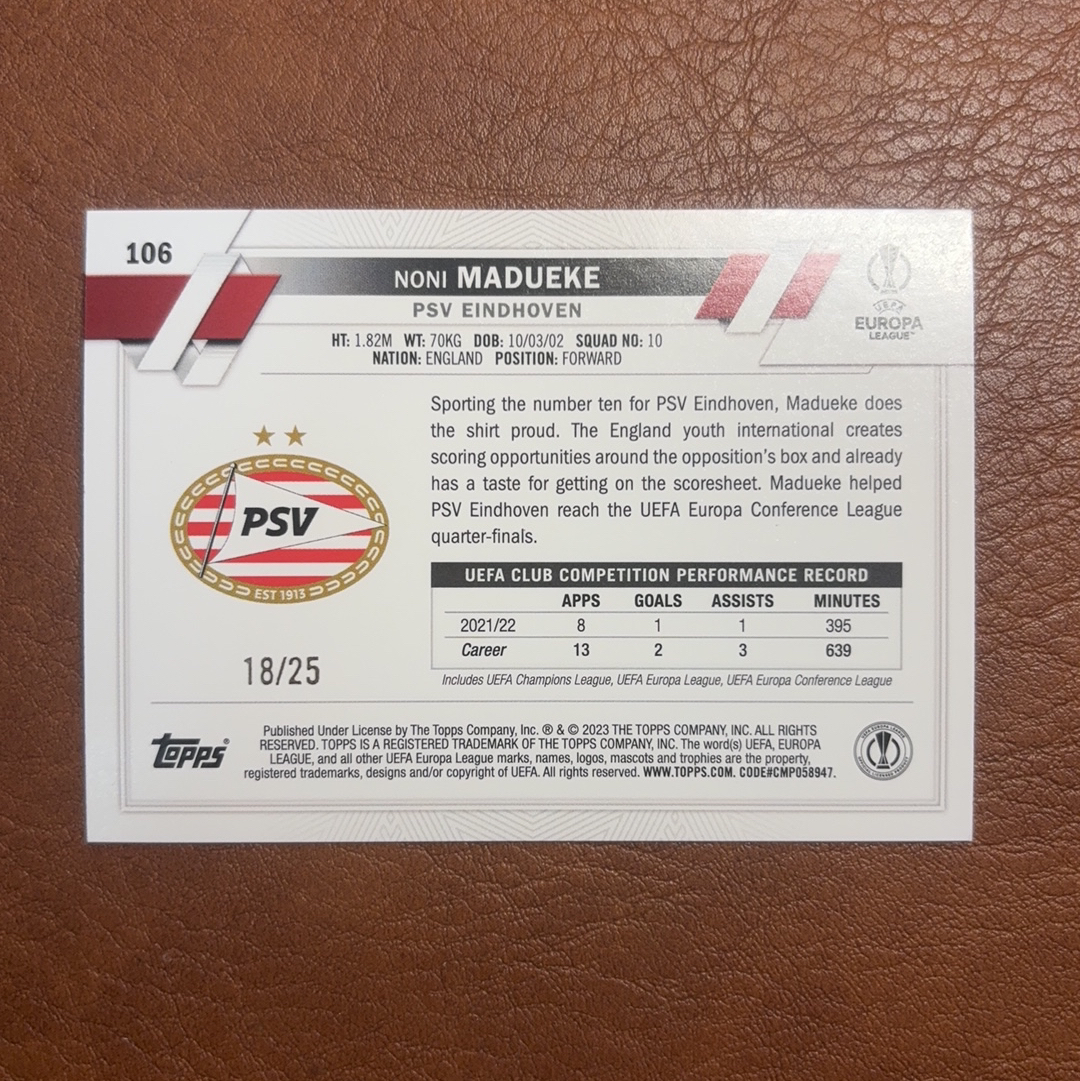 106
NONI MADUEKE
PSV EINDHOVEN
UEFA
EUROPA
LEAGUE™
HT: 1.82M WT: 70KG DOB: 10/03/02 SQUAD NO: 10
NATION: ENGLAND POSITION: FORWARD
Sporting the number ten for PSV Eindhoven, Madueke does
the shirt proud. The England youth international creates
scoring opportunities around the opposition's box and already
has a taste for getting on the scoresheet. Madueke helped
PSV Eindhoven reach the UEFA Europa Conference League
quarter-finals.
PSV
EST 1913
18/25
UEFA CLUB COMPETITION PERFORMANCE RECORD
APPS GOALS ASSISTS MINUTES
2021/22 8 1 1 395
Career 13 2 3 639
Includes UEFA Champions League, UEFA Europa League, UEFA Europa Conference League
topps®
Published Under License by The Topps Company, Inc. ® & © 2023 THE TOPPS COMPANY, INC. ALL RIGHTS
RESERVED. TOPPS IS A REGISTERED TRADEMARK OF THE TOPPS COMPANY, INC. The word(s) UEFA, EUROPA
LEAGUE, and all other UEFA Europa League marks, names, logos, mascots and trophies are the property,
registered trademarks, designs and/or copyright of UEFA. All rights reserved. WWW.TOPPS.COM. CODE#CMP058947.